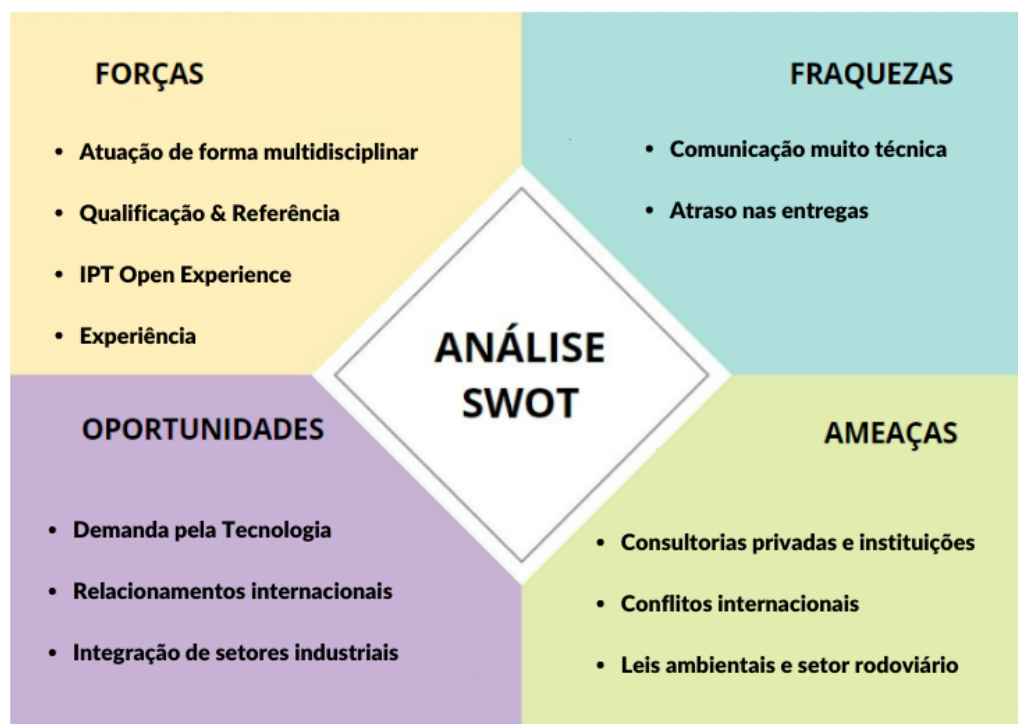 FORÇAS
• Atuação de forma multidisciplinar
• Qualificação & Referência
• IPT Open Experience
• Experiência
FRAQUEZAS
• Comunicação muito técnica
• Atraso nas entregas
ANÁLISE
SWOT
OPORTUNIDADES
• Demanda pela Tecnologia
• Relacionamentos internacionais
• Integração de setores industriais
AMEAÇAS
• Consultorias privadas e instituições
• Conflitos internacionais
• Leis ambientais e setor rodoviário